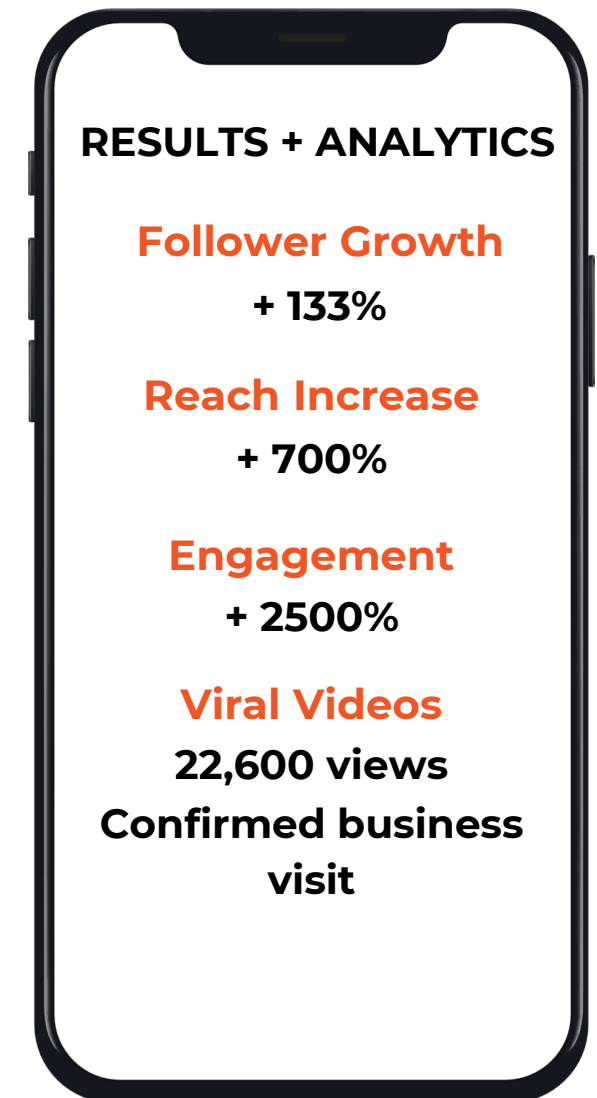 RESULTS + ANALYTICS
Follower Growth
+ 133%
Reach Increase
+ 700%
Engagement
+ 2500%
Viral Videos
22,600 views
Confirmed business
visit